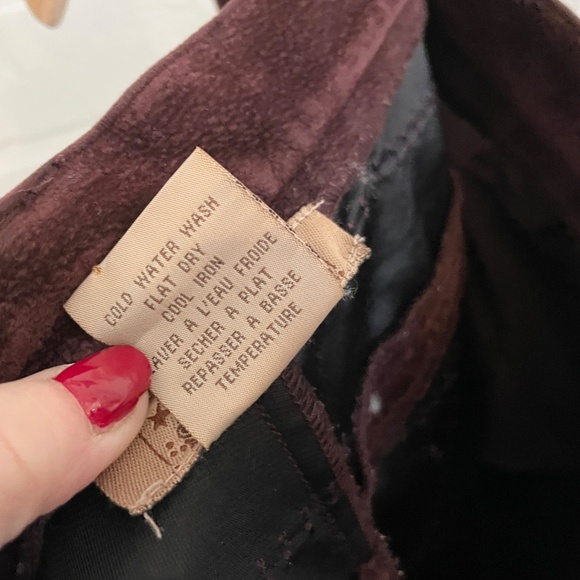 COLD WATER WASH
FLAT DRY
COOL IRON
LAVER A L'EAU FROIDE
SECHER A PLAT
REPASSER A BASSE
TEMPERATURE